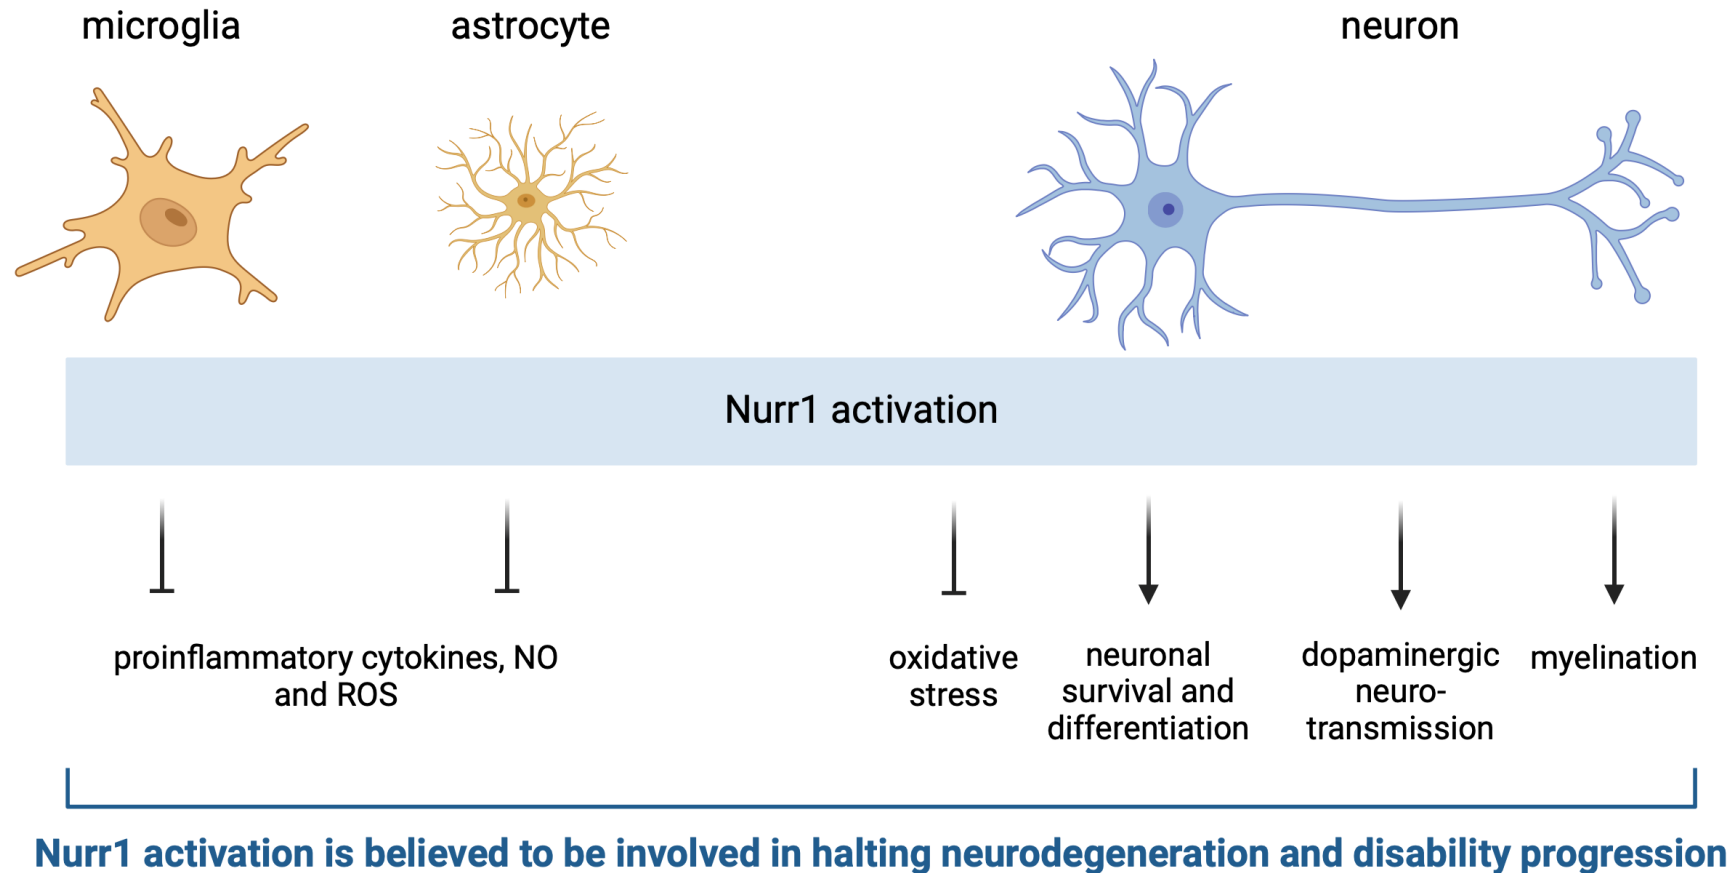 microglia
astrocyte
neuron
Nurr1 activation
proinflammatory cytokines, NO
and ROS
oxidative
stress
neuronal
survival and
differentiation
dopaminergic
neuro-
transmission
myelination
Nurr1 activation is believed to be involved in halting neurodegeneration and disability progression